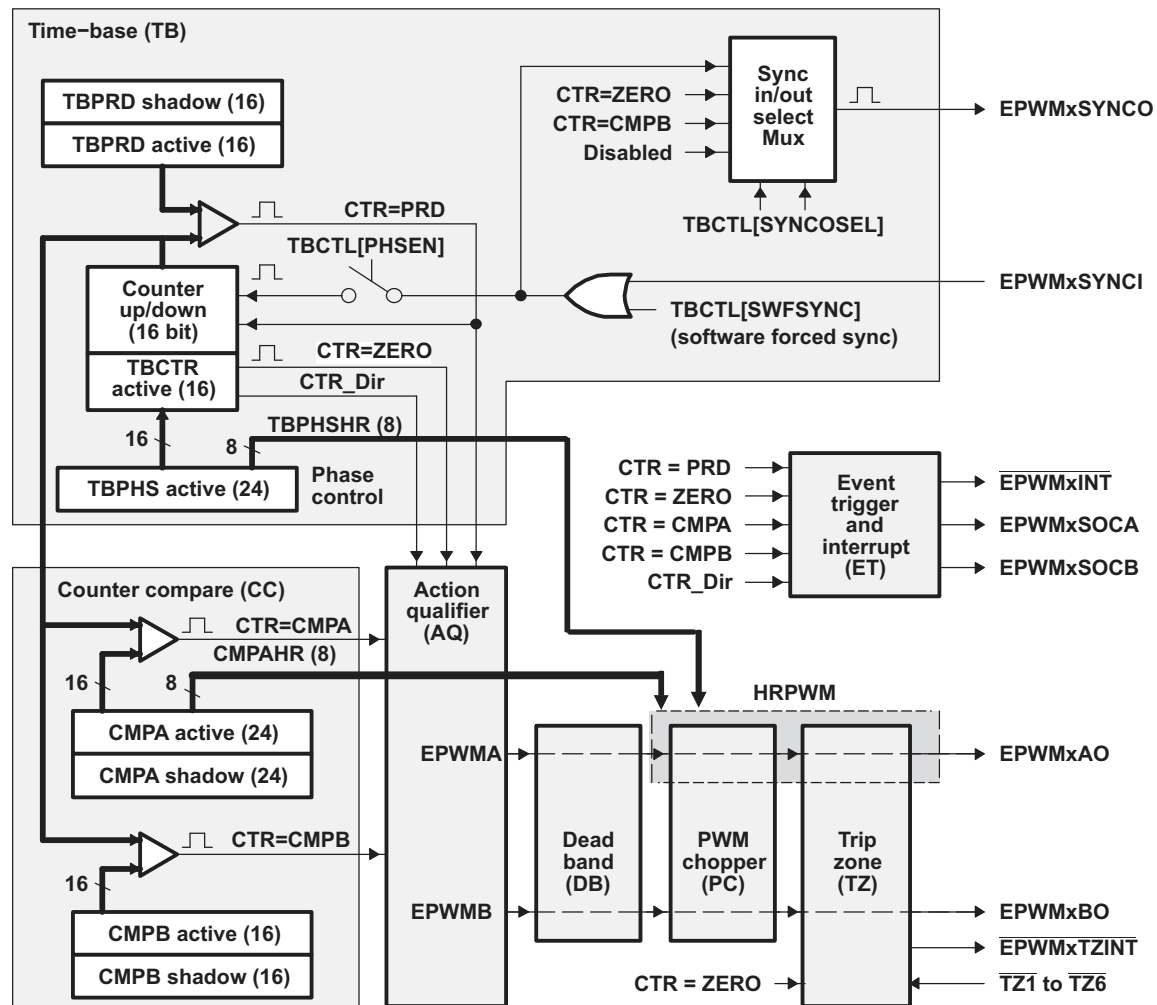 Time−base (TB)
TBPRD shadow (16)
TBPRD active (16)
CTR=PRD
TBCTL[PHSEN]
Counter
up/down
(16 bit)
TBCTR
active (16)
CTR=ZERO
CTR_Dir
16
8
TBPHSHR (8)
TBPHS active (24)
Phase
control
CTR=ZERO
CTR=CMPB
Disabled
Sync
in/out
select
Mux
TBCTL[SYNCOSEL]
EPWMxSYNCO
EPWMxSYNCI
TBCTL[SWFSYNC]
(software forced sync)
CTR = PRD
CTR = ZERO
CTR = CMPA
CTR = CMPB
CTR_Dir
Event
trigger
and
interrupt
(ET)
EPWMxINT
EPWMxSOCA
EPWMxSOCB
Counter compare (CC)
CTR=CMPA
CMPAHR (8)
16
8
CMPA active (24)
CMPA shadow (24)
CTR=CMPB
16
CMPB active (16)
CMPB shadow (16)
Action
qualifier
(AQ)
EPWMA
EPWMB
HRPWM
Dead
band
(DB)
PWM
chopper
(PC)
Trip
zone
(TZ)
EPWMxAO
EPWMxBO
EPWMxTZINT
TZ1 to TZ6
CTR = ZERO